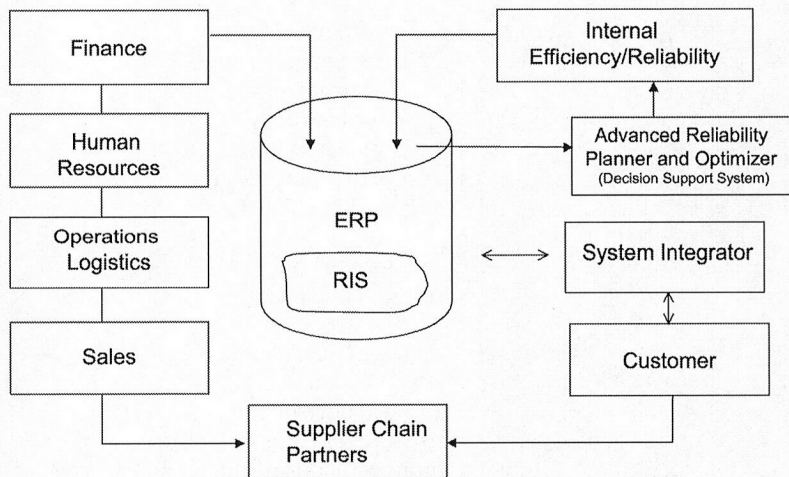 Finance
Internal
Efficiency/Reliability
Human
Resources
Advanced Reliability
Planner and Optimizer
(Decision Support System)
ERP
Operations
Logistics
RIS
System Integrator
Sales
Customer
Supplier Chain
Partners